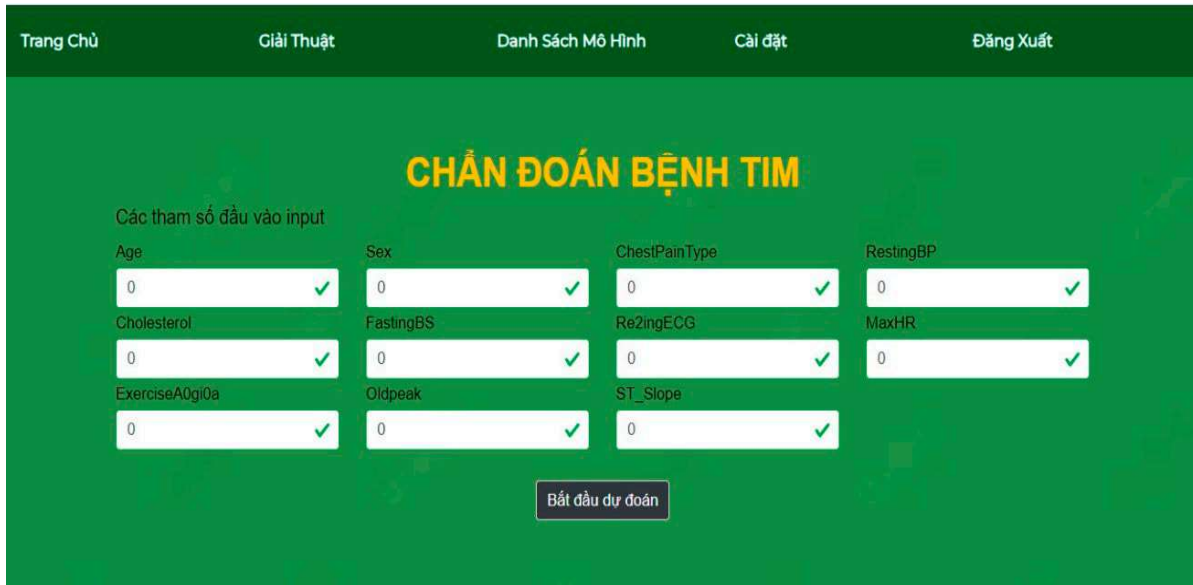 Trang Chủ Giải Thuật Danh Sách Mô Hình Cài đặt Đăng Xuất
CHẨN ĐOÁN BỆNH TIM
Các tham số đầu vào input
Age Sex ChestPainType RestingBP
0 0 0 0
Cholesterol FastingBS Re2ingECG MaxHR
0 0 0 0
ExerciseA0gi0a Oldpeak ST_Slope
0 0 0
Bắt đầu dự đoán